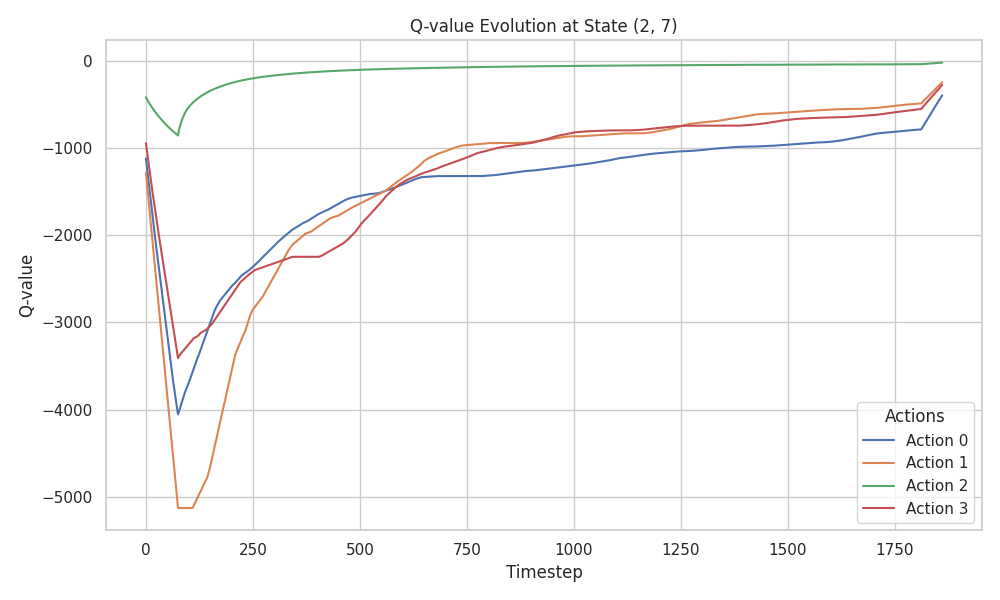 Q-value Evolution at State (2, 7)
Q-value
0
−1000
−2000
−3000
−4000
−5000
0
250
500
750
1000
1250
1500
1750
Timestep
Actions
Action 0
Action 1
Action 2
Action 3